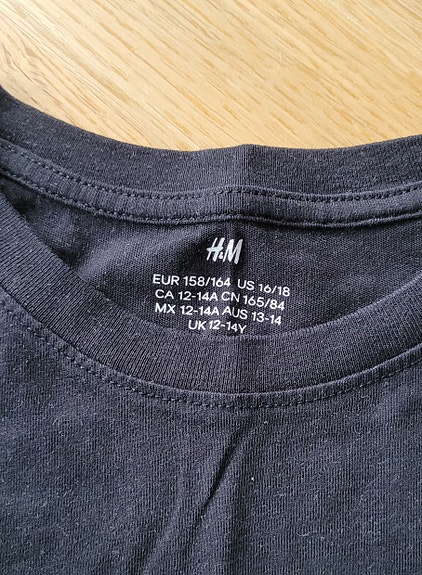 H&M
EUR 158/164 US 16/18
CA 12-14A CN 165/84
MX 12-14A AUS 13-14
UK 12-14Y